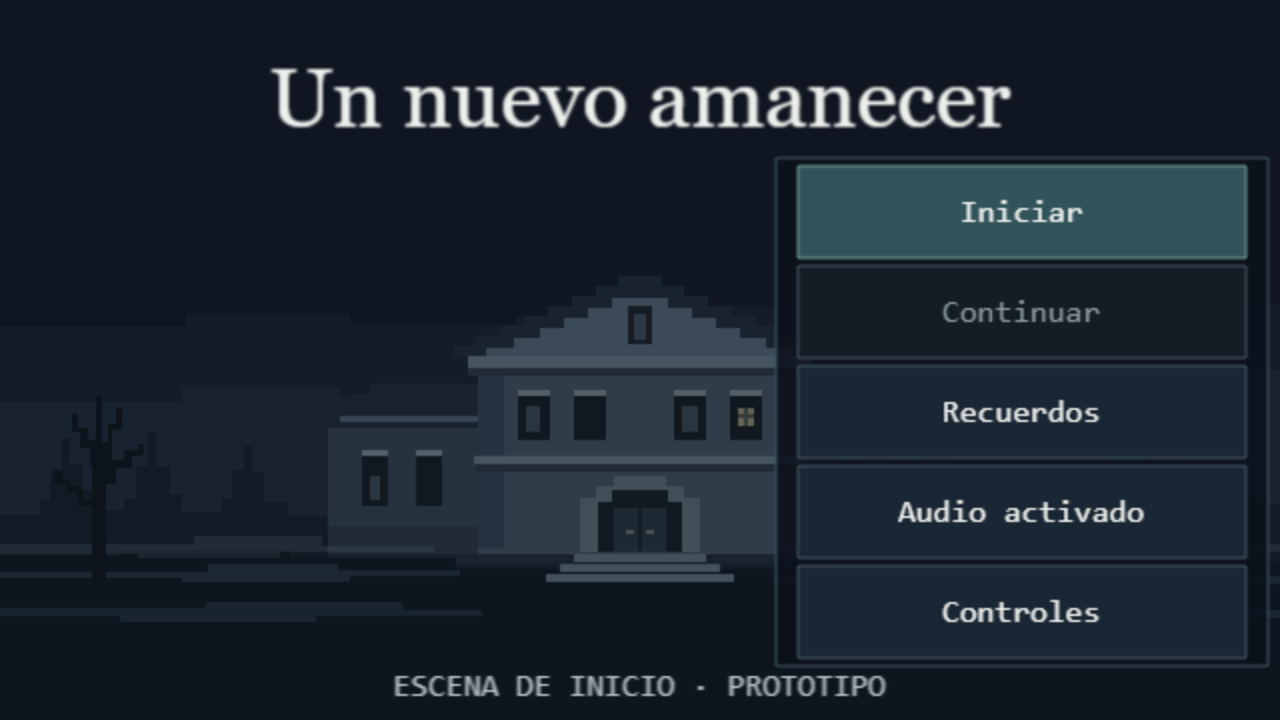 Un nuevo amanecer
Iniciar
Continuar
Recuerdos
Audio activado
Controles
ESCENA DE INICIO · PROTOTIPO